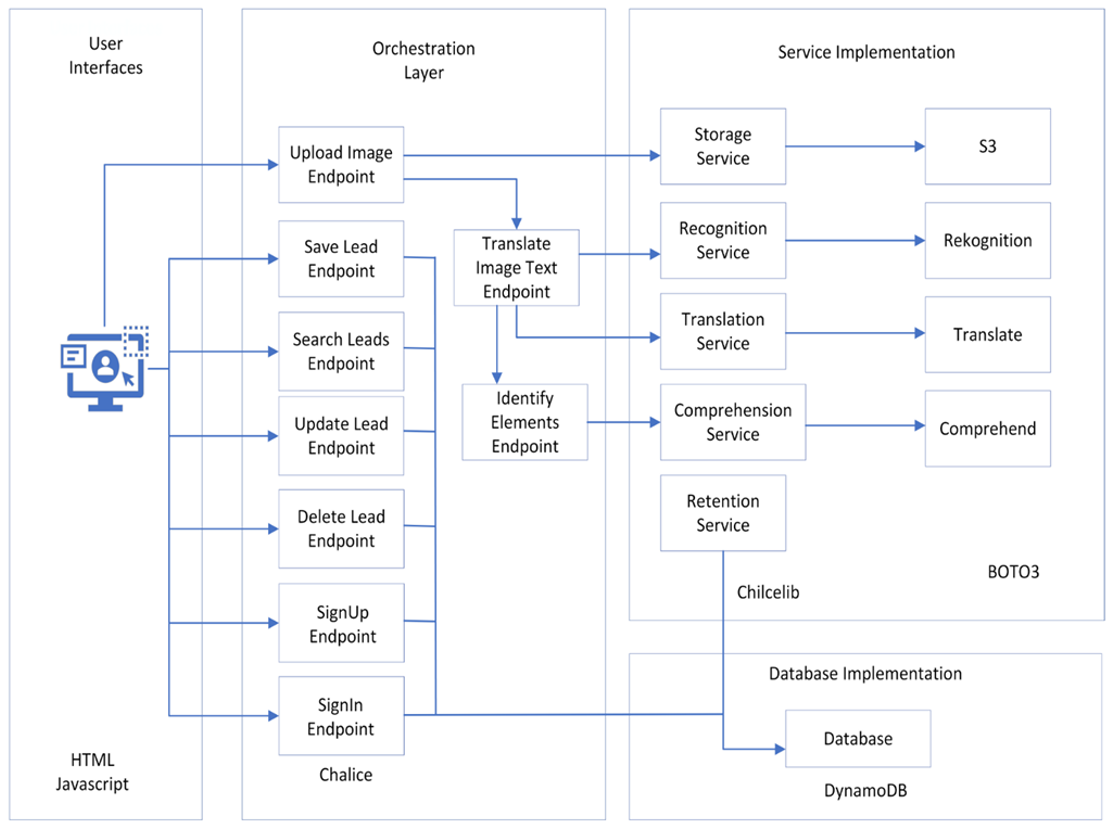 User
Interfaces
Orchestration
Layer
Service Implementation
Upload Image
Endpoint
Storage
Service
S3
Save Lead
Endpoint
Translate
Image Text
Endpoint
Recognition
Service
Rekognition
Search Leads
Endpoint
Translation
Service
Translate
Update Lead
Endpoint
Identify
Elements
Endpoint
Comprehension
Service
Comprehend
Delete Lead
Endpoint
Retention
Service
BOTO3
Chilcelib
SignUp
Endpoint
SignIn
Endpoint
Database Implementation
Database
DynamoDB
HTML
Javascript
Chalice